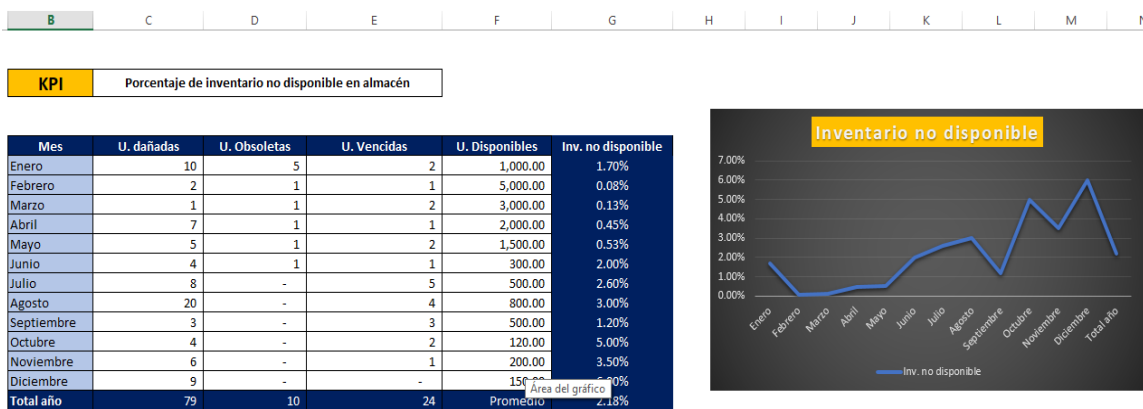 B C D E F G H I J K L M N
KPI Porcentaje de inventario no disponible en almacén
Mes U. dañadas U. Obsoletas U. Vencidas U. Disponibles Inv. no disponible
Enero 10 5 2 1,000.00 1.70%
Febrero 2 1 1 5,000.00 0.08%
Marzo 1 1 2 3,000.00 0.13%
Abril 7 1 1 2,000.00 0.45%
Mayo 5 1 2 1,500.00 0.53%
Junio 4 1 1 300.00 2.00%
Julio 8 - 5 500.00 2.60%
Agosto 20 - 4 800.00 3.00%
Septiembre 3 - 3 500.00 1.20%
Octubre 4 - 2 120.00 5.00%
Noviembre 6 - 1 200.00 3.50%
Diciembre 9 - -
Área del gráfico
Total año 79 10 24 Promedio 2.18%
Inventario no disponible
7.00%
6.00%
5.00%
4.00%
3.00%
2.00%
1.00%
0.00%
Enero Febrero Marzo Abril Mayo Junio Julio Agosto Septiembre Octubre Noviembre Diciembre Total año
Inv. no disponible